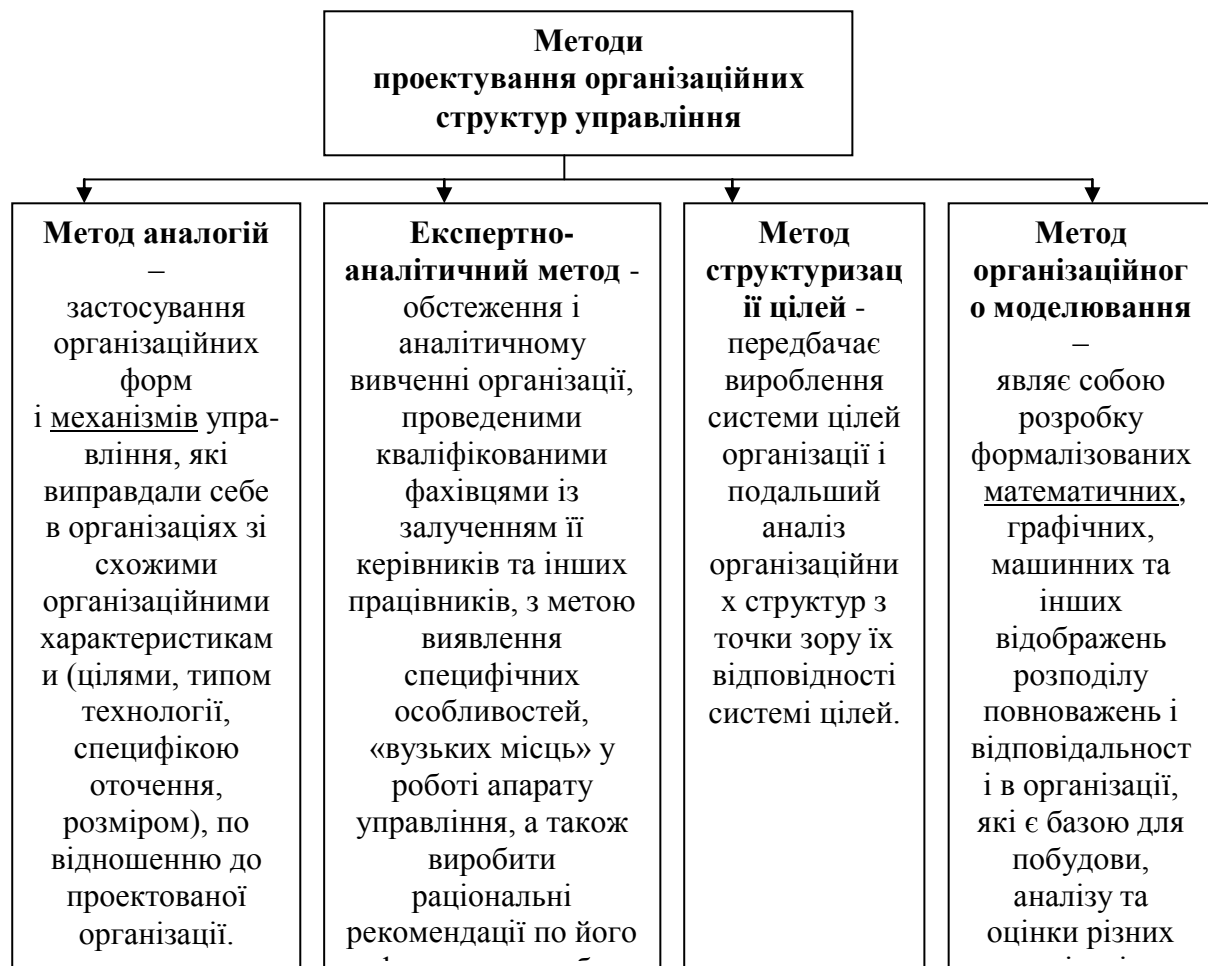 Методи
проектування організаційних
структур управління
Метод аналогій
–
застосування
організаційних
форм
і механізмів упра-
вління, які
виправдали себе
в організаціях зі
схожими
організаційними
характеристикам
и (цілями, типом
технології,
специфікою
оточення,
розміром), по
відношенню до
проектованої
організації.
Експертно-
аналітичний метод -
обстеження і
аналітичному
вивченні організації,
проведеними
кваліфікованими
фахівцями із
залученням її
керівників та інших
працівників, з метою
виявлення
специфічних
особливостей,
«вузьких місць» у
роботі апарату
управління, а також
виробити
раціональні
рекомендації по його
Метод
структуризац
ії цілей -
передбачає
вироблення
системи цілей
організації і
подальший
аналіз
організаційни
х структур з
точки зору їх
відповідності
системі цілей.
Метод
організаційног
о моделювання
–
являє собою
розробку
формалізованих
математичних,
графічних,
машинних та
інших
відображень
розподілу
повноважень і
відповідальност
і в організації,
які є базою для
побудови,
аналізу та
оцінки різних